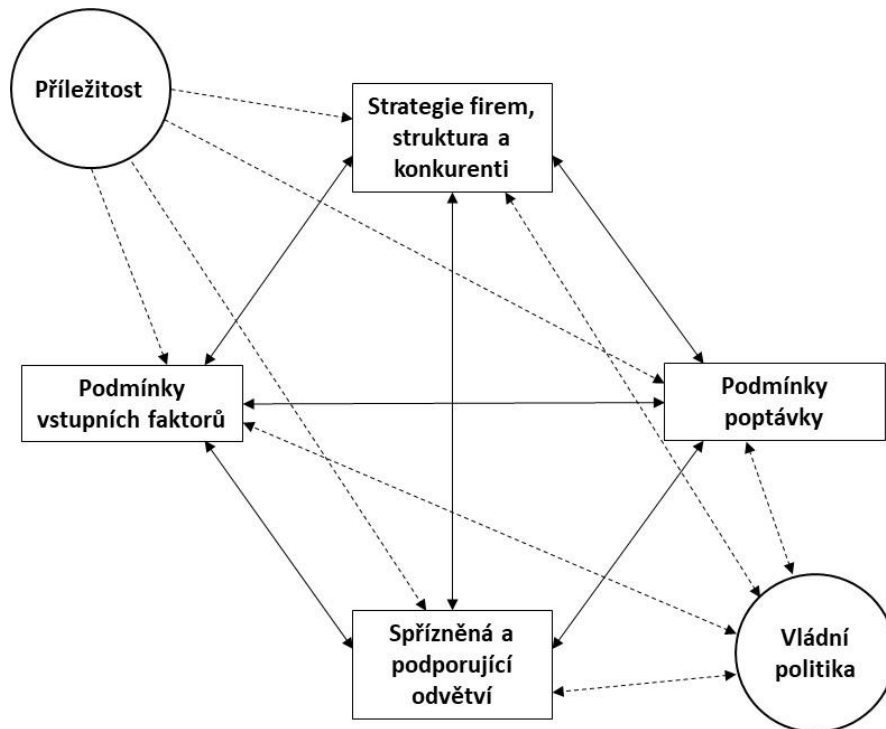 Příležitost
Strategie firem,
struktura a
konkurenti
Podmínky
vstupních faktorů
Podmínky
poptávky
Spřízněná a
podporující
odvětví
Vládní
politika